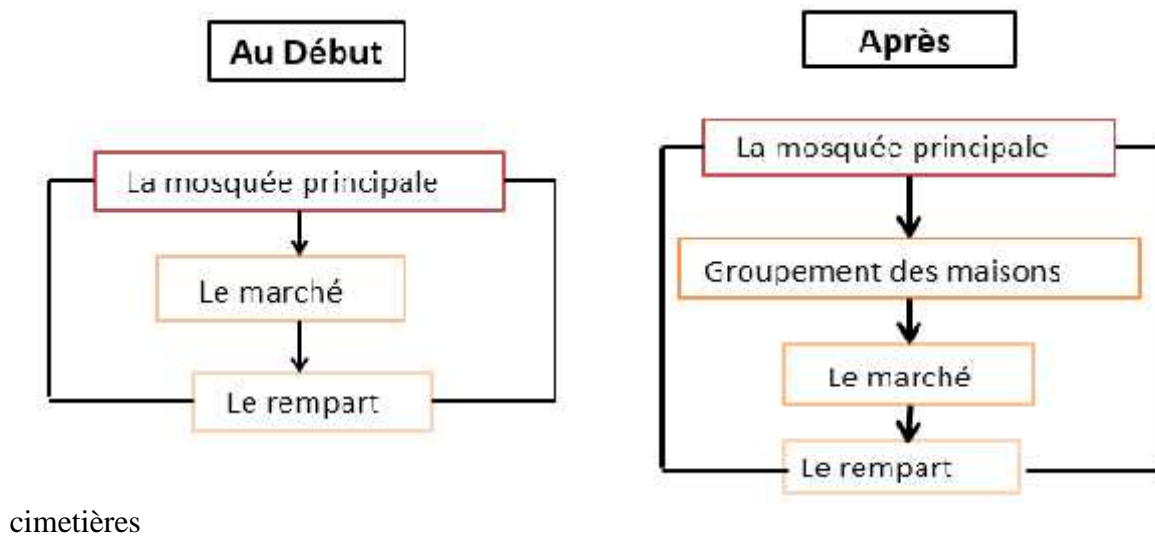 Au Début
La mosquée principale
Le marché
Le rempart
Après
La mosquée principale
Groupement des maisons
Le marché
Le rempart
cimetières